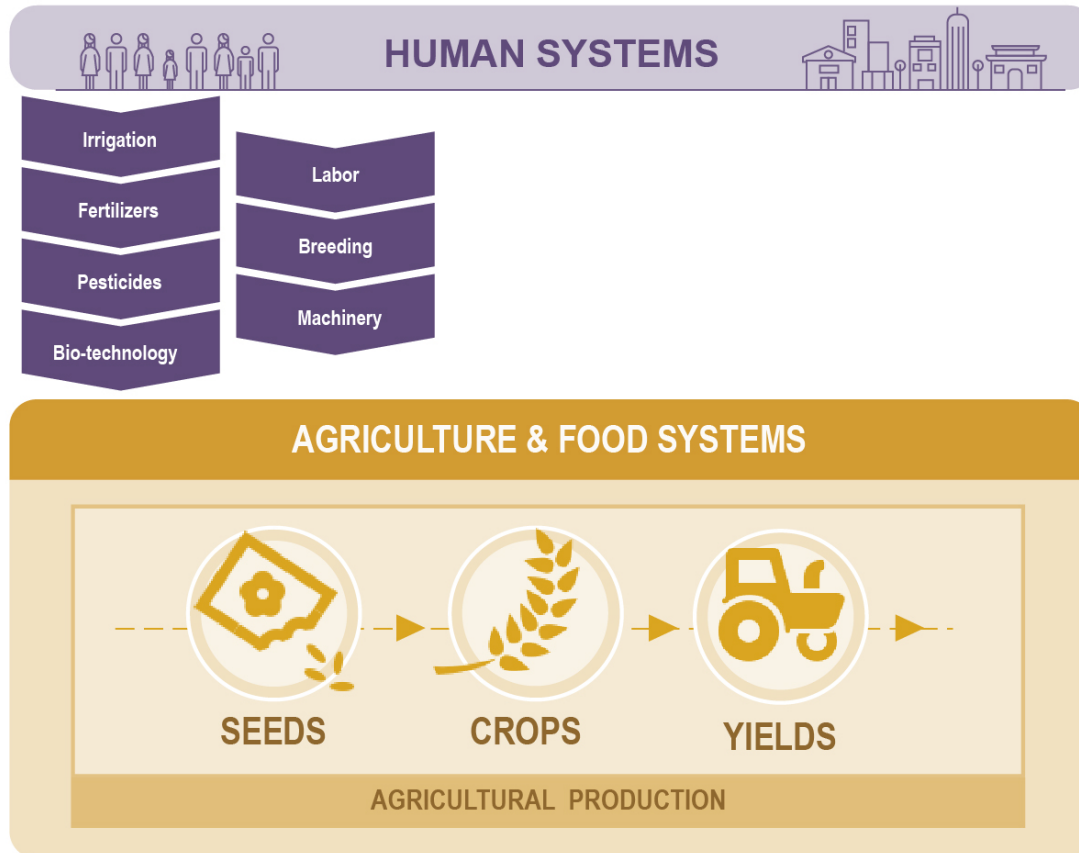 HUMAN SYSTEMS
Irrigation
Fertilizers
Pesticides
Bio-technology
Labor
Breeding
Machinery
AGRICULTURE & FOOD SYSTEMS
SEEDS
CROPS
YIELDS
AGRICULTURAL PRODUCTION